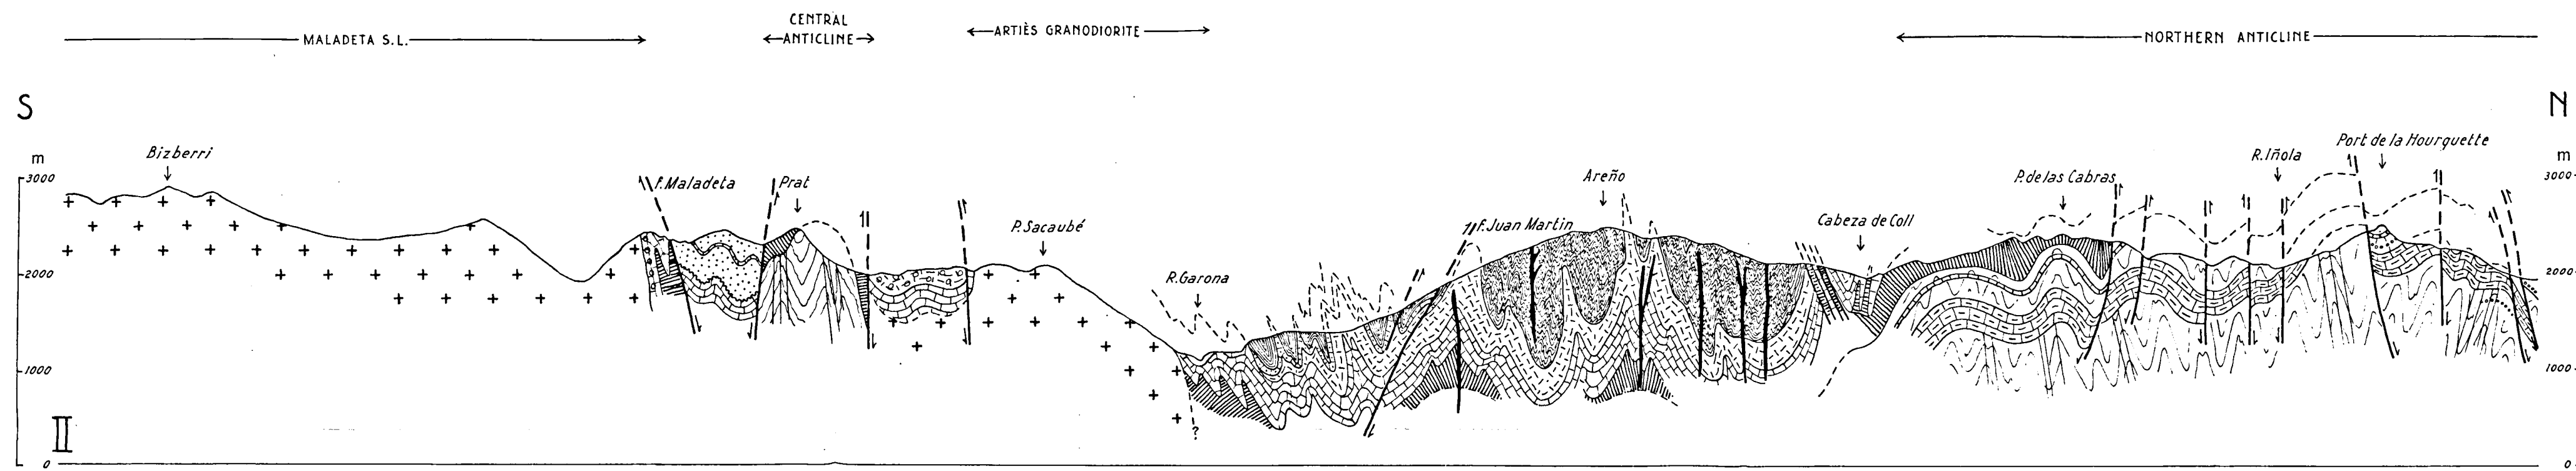 MALADETA S.L.
CENTRAL
ANTICLINE
ARTIÈS GRANODIORITE
NORTHERN ANTICLINE
S
N
m
3000
2000
1000
0
Bizberri
f. Maladeta
Prat
P. Sacaubé
R. Garona
?
f. Juan Martin
Areño
Cabeza de Coll
P. de las Cabras
R. Iñola
Port de la Hourquette
m
3000
2000
1000
0
II